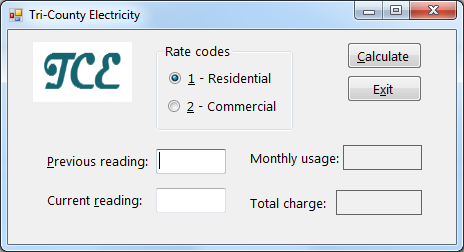 Tri-County Electricity
TCE
Rate codes
1 - Residential
2 - Commercial
Calculate
Exit
Previous reading:
Monthly usage:
Current reading:
Total charge: